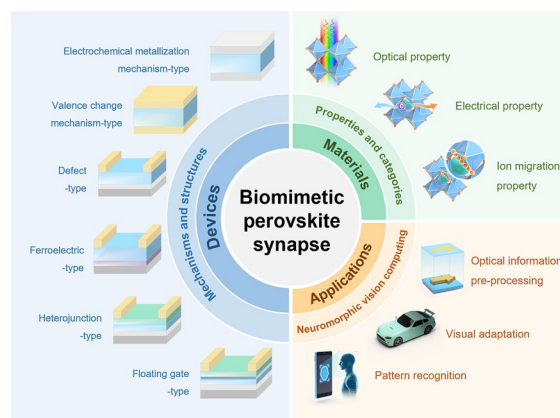 Electrochemical metallization
mechanism-type
Valence change
mechanism-type
Defect
-type
Ferroelectric
-type
Heterojunction
-type
Floating gate
-type
Mechanisms and structures
Devices
Biomimetic
perovskite
synapse
Materials
Properties and categories
Optical property
Electrical property
Ion migration
property
Applications
Neuromorphic vision computing
Optical information
pre-processing
Visual adaptation
Pattern recognition